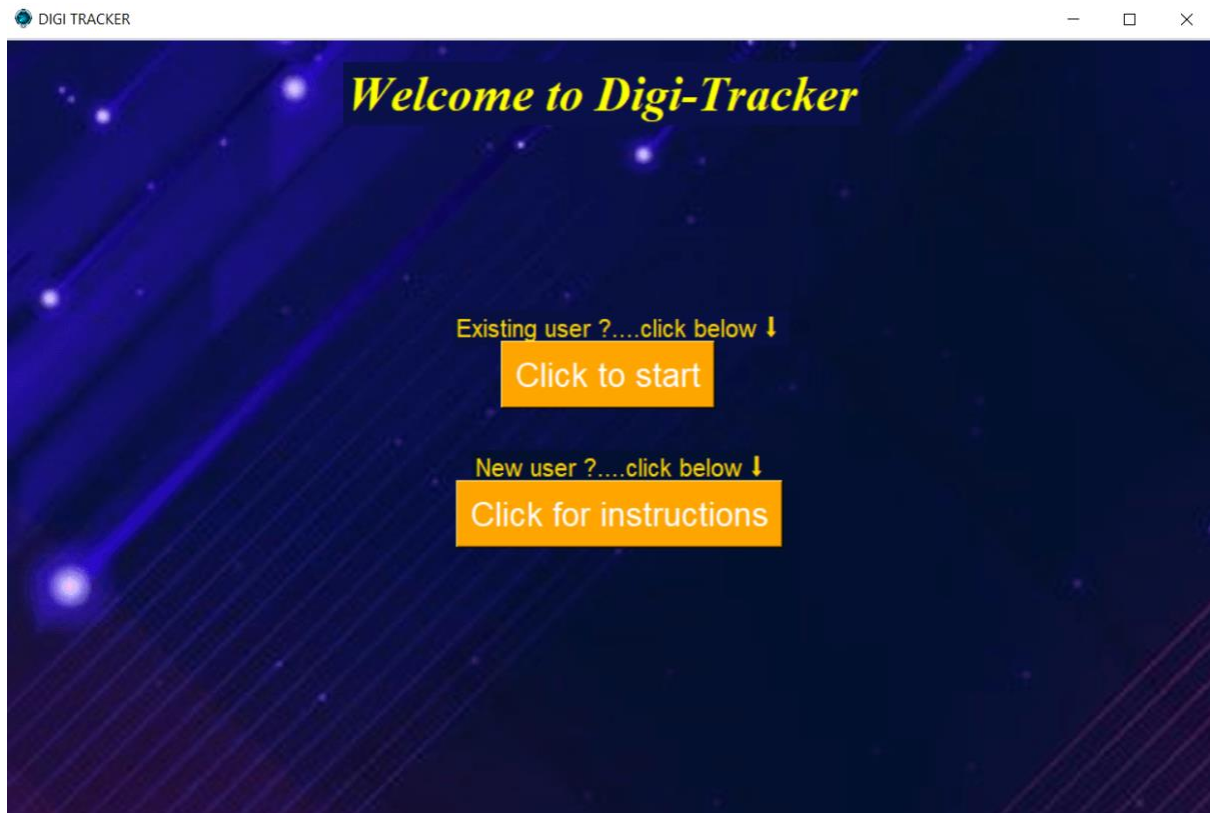 DIGI TRACKER
Welcome to Digi-Tracker
Existing user ?....click below ⬇
Click to start
New user ?....click below ⬇
Click for instructions